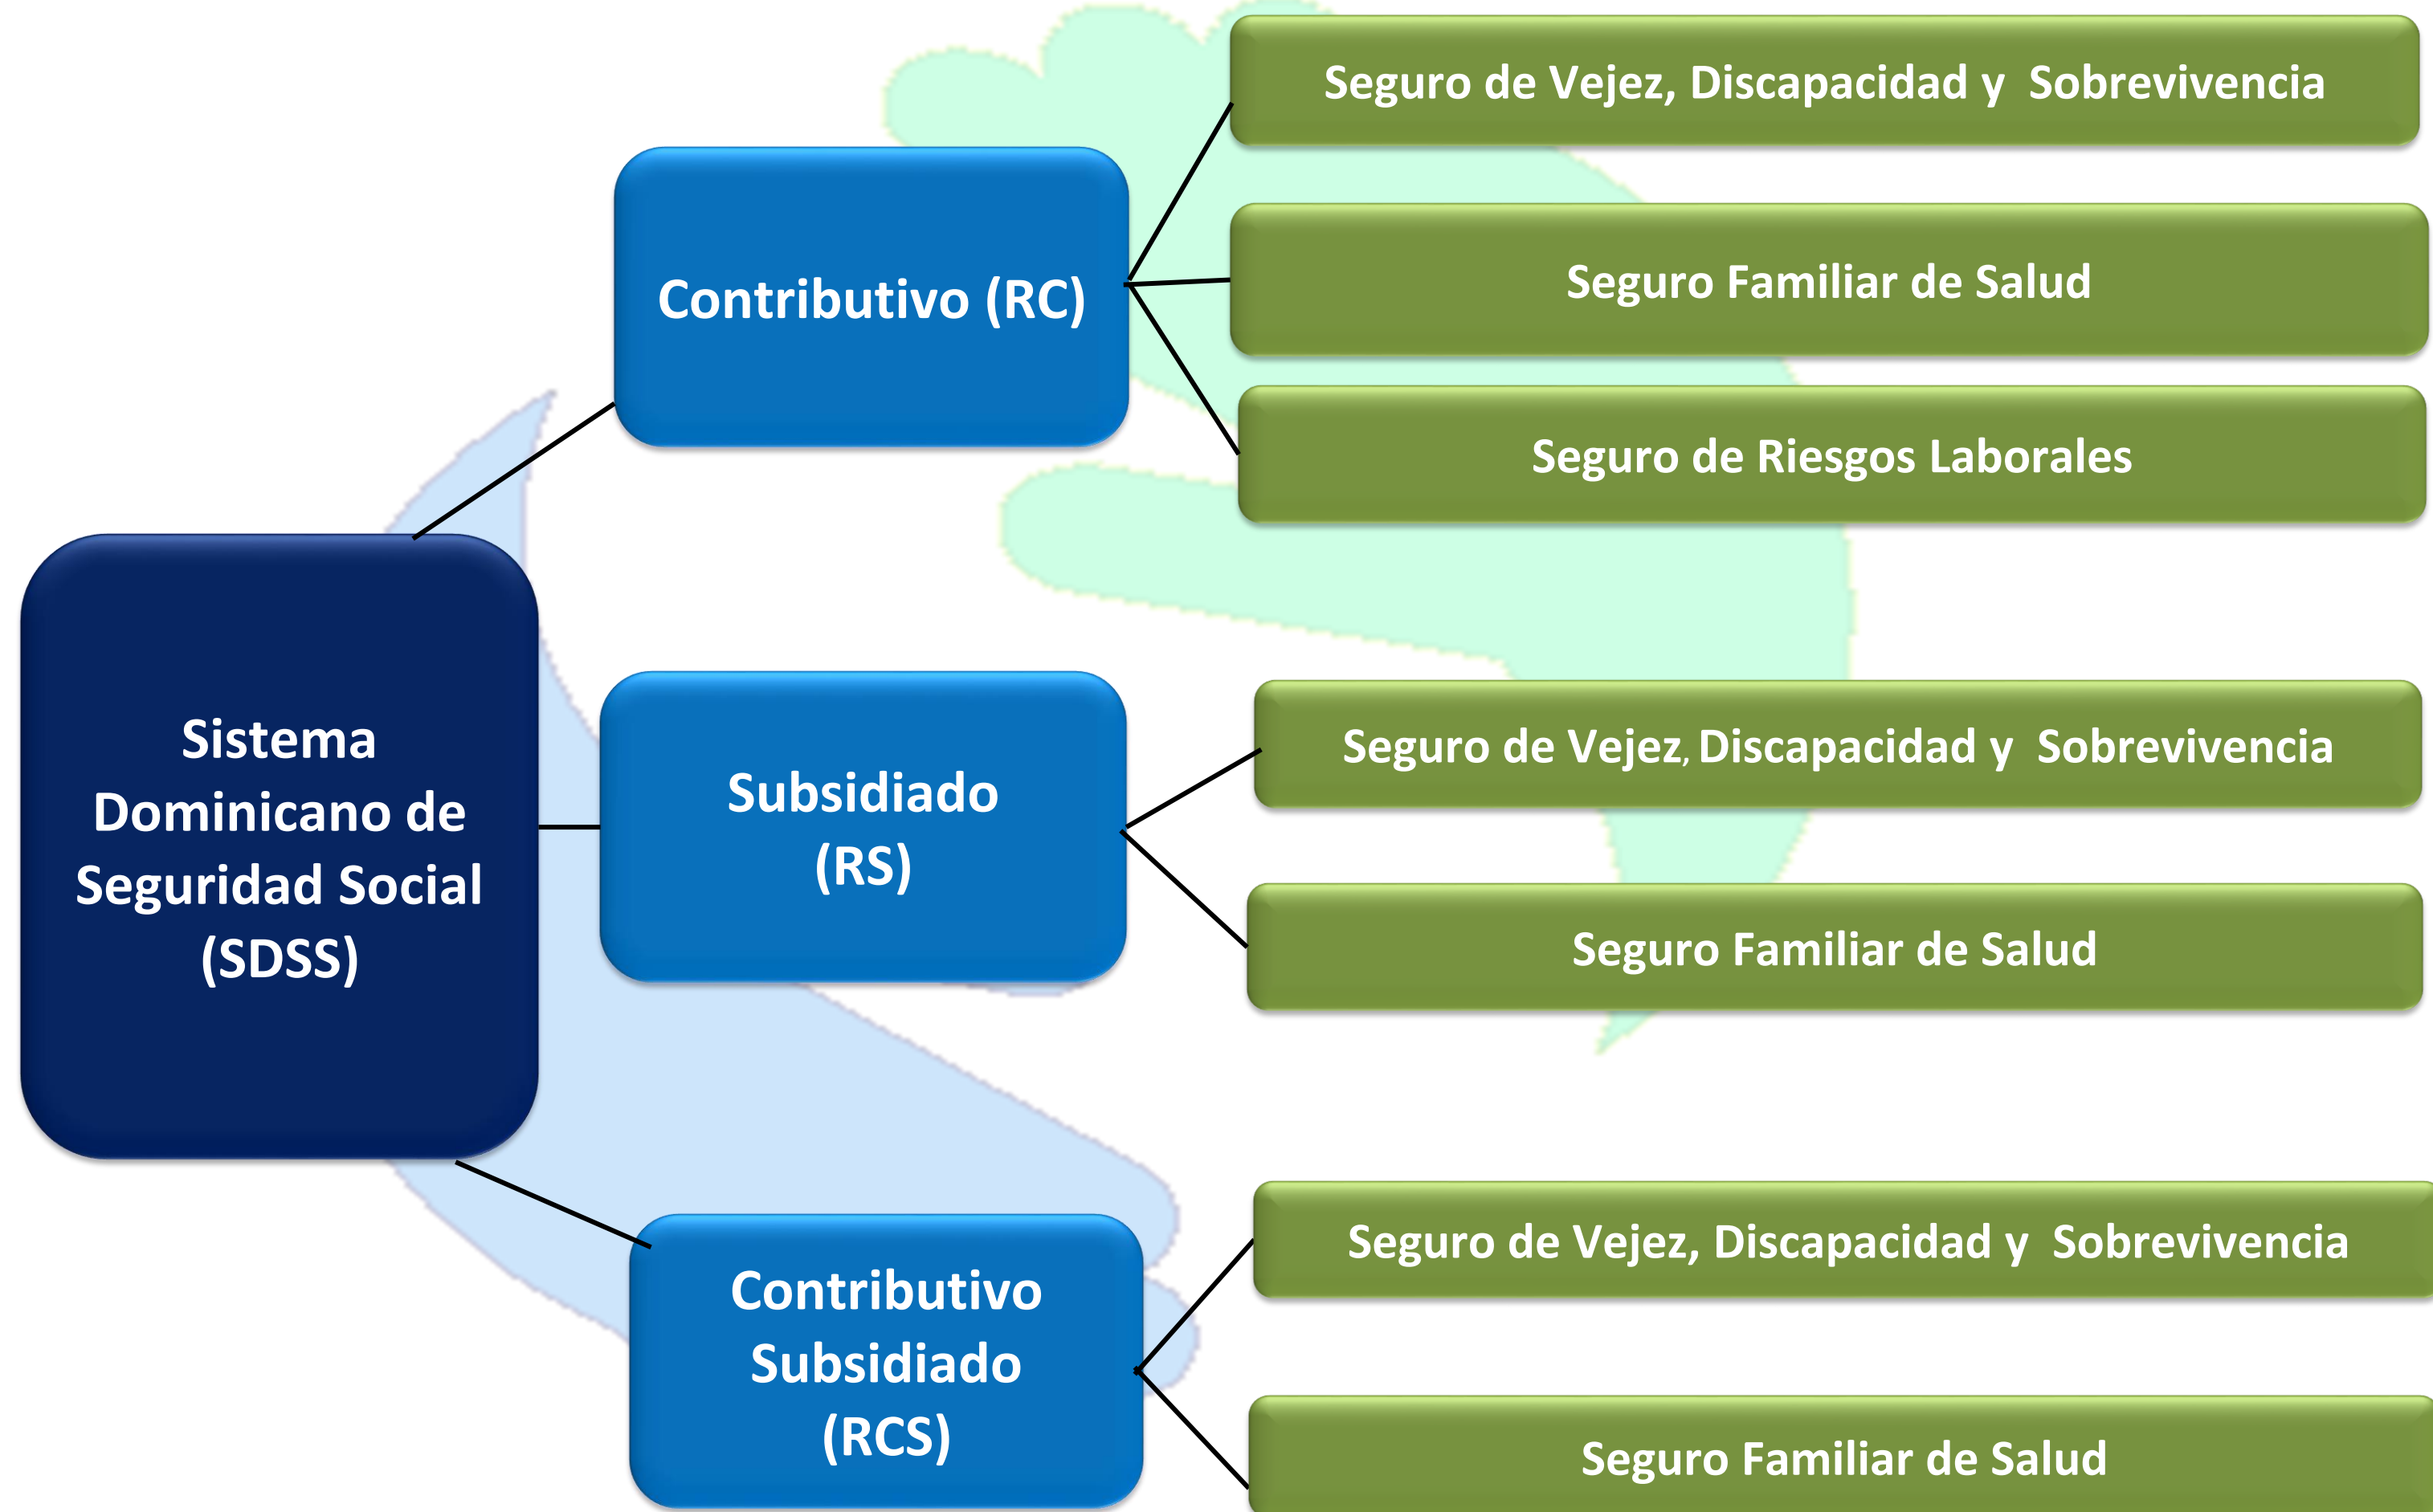 Sistema
Dominicano de
Seguridad Social
(SDSS)
Contributivo (RC)
Seguro de Vejez, Discapacidad y Sobrevivencia
Seguro Familiar de Salud
Seguro de Riesgos Laborales
Subsidiado
(RS)
Seguro de Vejez, Discapacidad y Sobrevivencia
Seguro Familiar de Salud
Contributivo
Subsidiado
(RCS)
Seguro de Vejez, Discapacidad y Sobrevivencia
Seguro Familiar de Salud